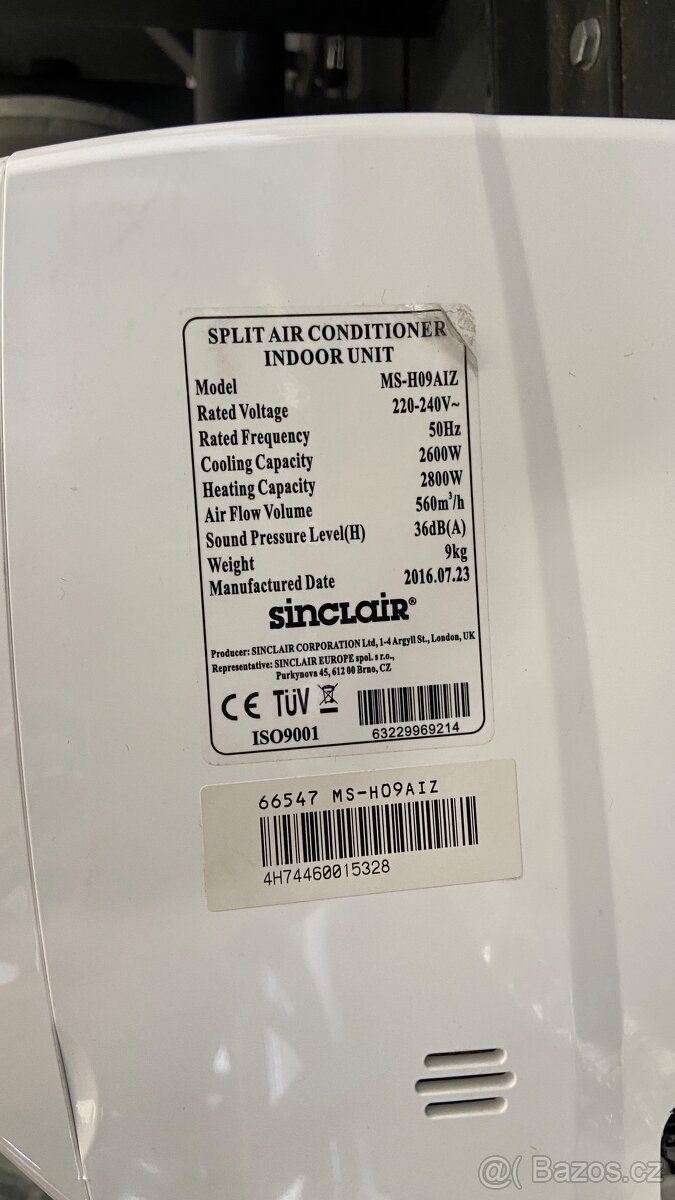 SPLIT AIR CONDITIONER
INDOOR UNIT
Model MS-H09AIZ
Rated Voltage 220-240V~
Rated Frequency 50Hz
Cooling Capacity 2600W
Heating Capacity 2800W
Air Flow Volume 560m³/h
Sound Pressure Level(H) 36dB(A)
Weight 9kg
Manufactured Date 2016.07.23
sinclair®
Producer: SINCLAIR CORPORATION Ltd, 1-4 Argyll St., London, UK
Representative: SINCLAIR EUROPE spol. s r.o.,
Purkynova 45, 612 00 Brno, CZ
CE TÜV
ISO9001 63229969214
66547 MS-H09AIZ
4H74460015328
@( Bazos.cz